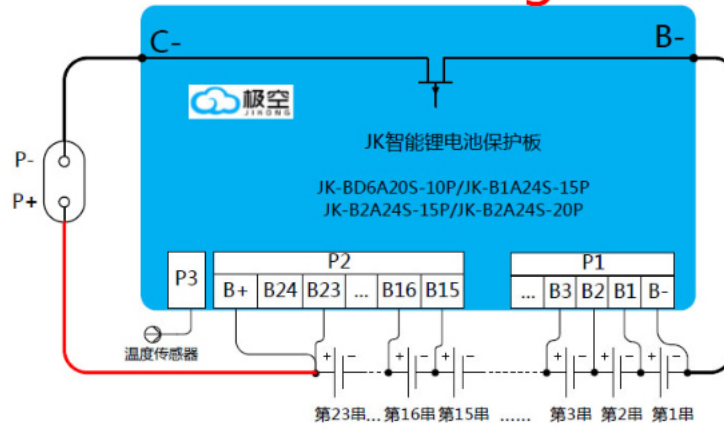 C-
B-
极空
JIKONG
JK智能锂电池保护板
P-
P+
JK-BD6A20S-10P/JK-B1A24S-15P
JK-B2A24S-15P/JK-B2A24S-20P
P3
P2
B+ B24 B23 ... B16 B15
P1
... B3 B2 B1 B-
温度传感器
+ - + - + - + - + - + -
第23串... 第16串 第15串 ...... 第3串 第2串 第1串